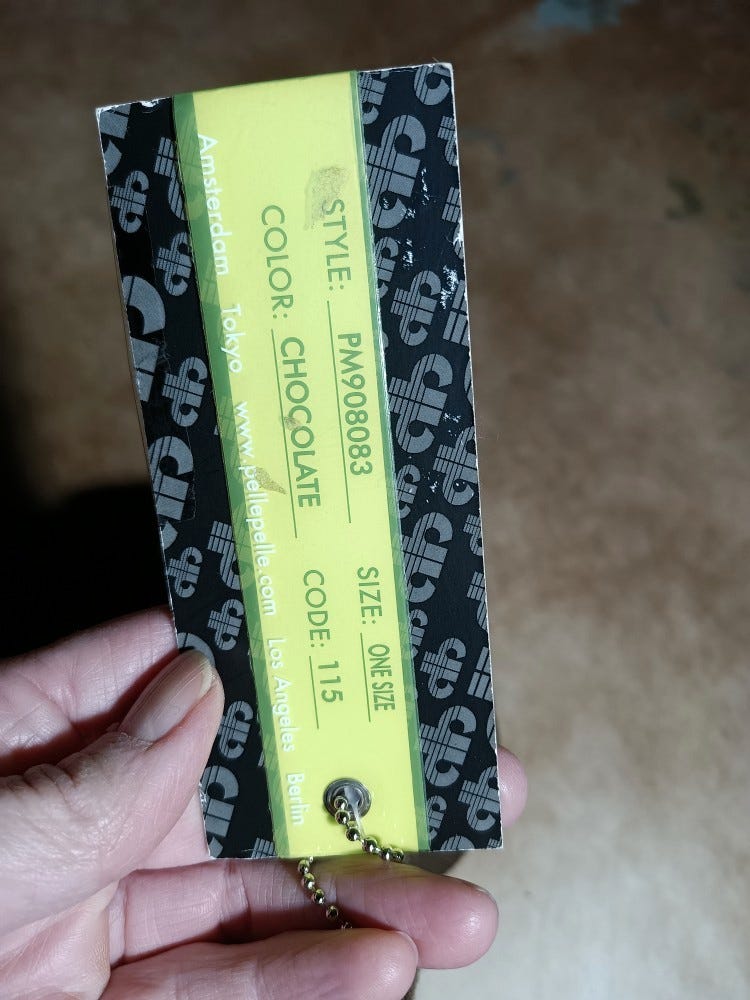 STYLE: PM908083 SIZE: ONE SIZE
COLOR: CHOCOLATE CODE: 115
Amsterdam Tokyo www.pellepelle.com Los Angeles Berlin